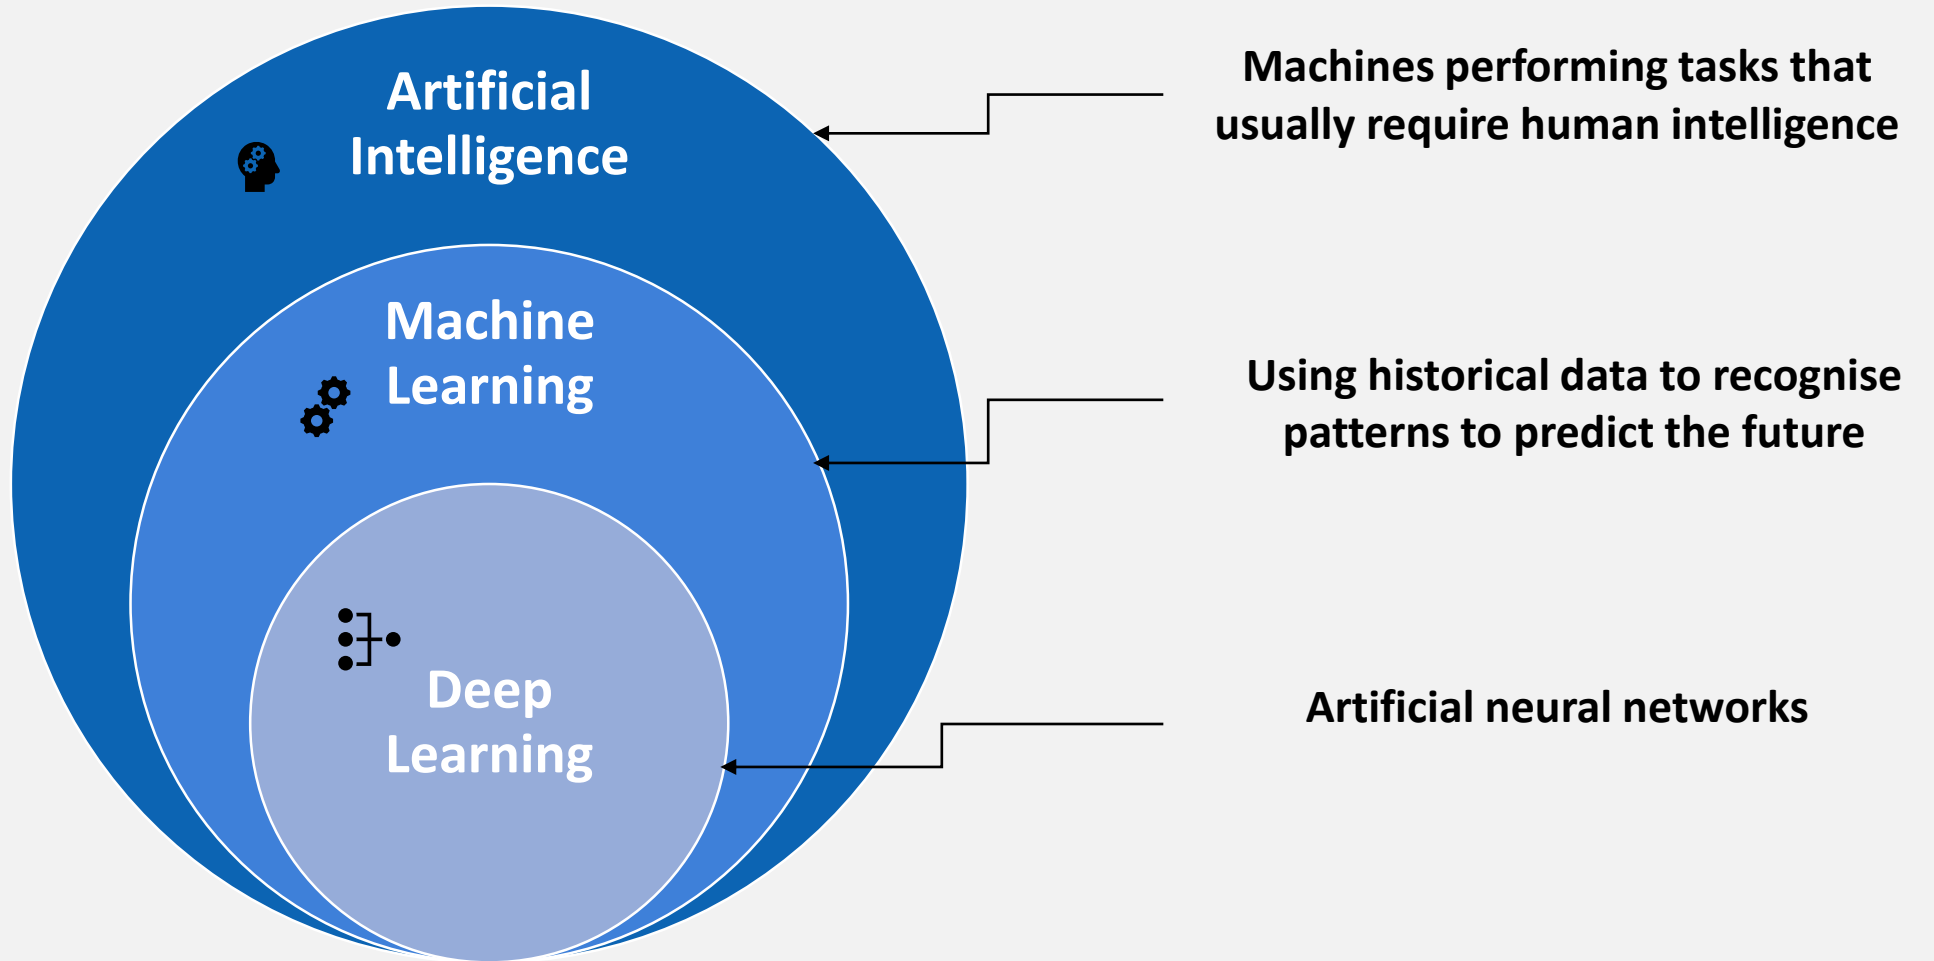 Artificial
Intelligence
Machines performing tasks that
usually require human intelligence
Machine
Learning
Using historical data to recognise
patterns to predict the future
Deep
Learning
Artificial neural networks